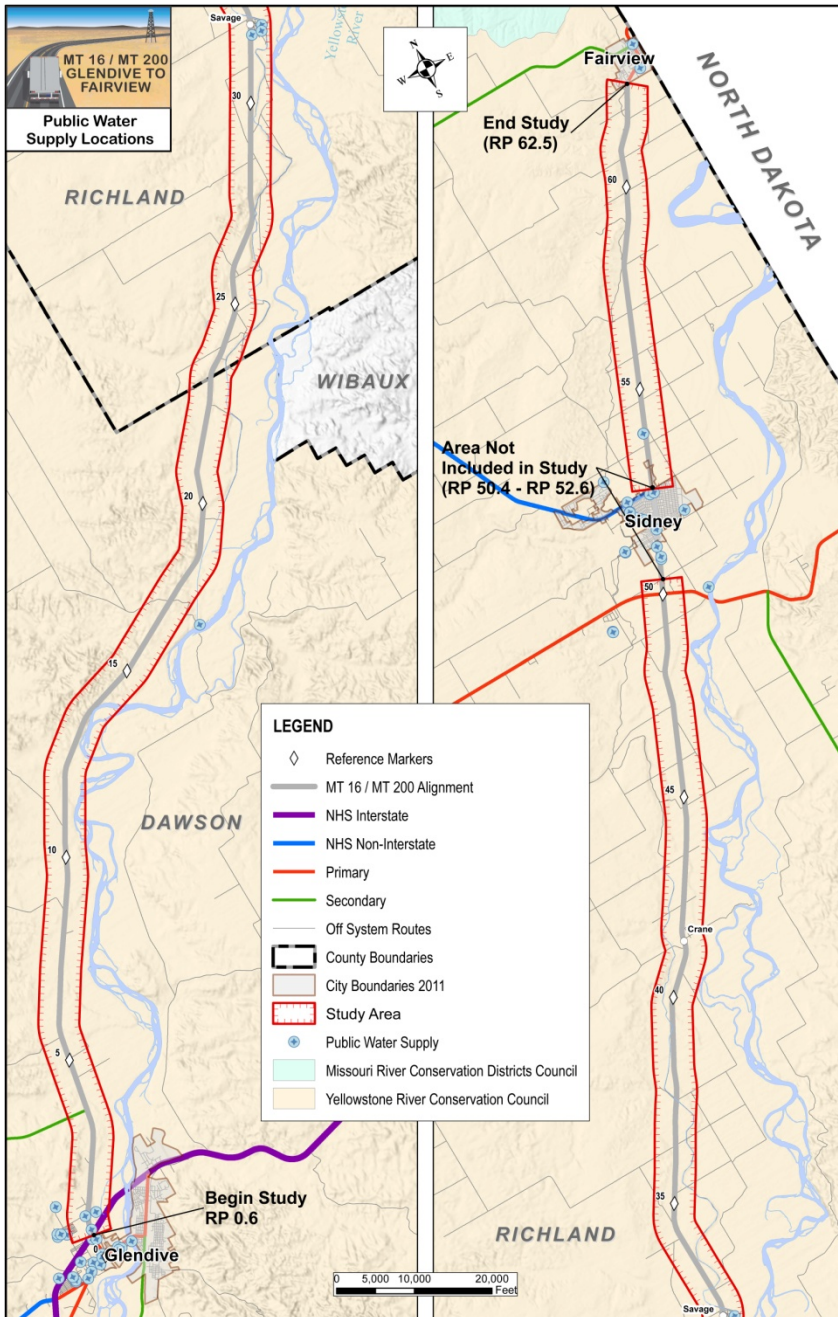 MT 16 / MT 200
GLENDIVE TO
FAIRVIEW
Public Water
Supply Locations
Savage
Yellowstone
River
N
E
W
S
30
RICHLAND
25
WIBAUX
20
15
DAWSON
10
5
Begin Study
RP 0.6
0
Glendive
Fairview
NORTH DAKOTA
End Study
(RP 62.5)
60
55
Area Not
Included in Study
(RP 50.4 - RP 52.6)
Sidney
50
45
Crane
40
35
RICHLAND
Savage
LEGEND
Reference Markers
MT 16 / MT 200 Alignment
NHS Interstate
NHS Non-Interstate
Primary
Secondary
Off System Routes
County Boundaries
City Boundaries 2011
Study Area
Public Water Supply
Missouri River Conservation Districts Council
Yellowstone River Conservation Council
0 5,000 10,000 20,000
Feet